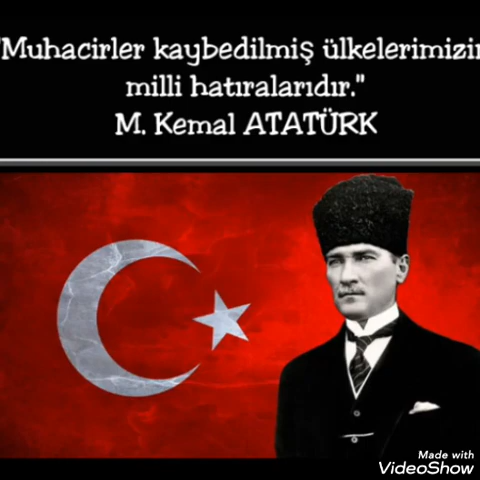 "Muhacirler kaybedilmiş ülkelerimizin
milli hatıralarıdır."
M. Kemal ATATÜRK
Made with
VideoShow